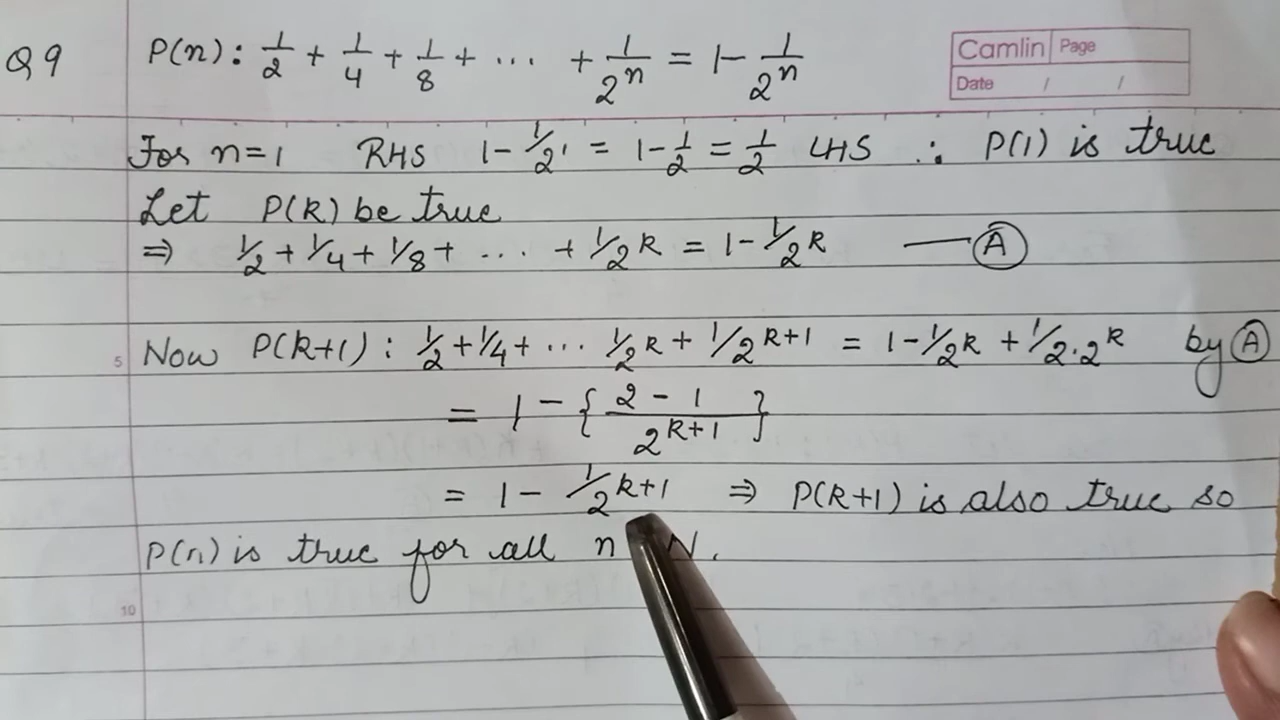 Q9 P(n): 1/2 + 1/4 + 1/8 + ... + 1/2^n = 1 - 1/2^n
Camlin Page
Date / /
For n=1 RHS 1-1/2^1 = 1-1/2 = 1/2 LHS ∴ P(1) is true
Let P(k) be true
⇒ 1/2+1/4+1/8+ ... + 1/2^k = 1-1/2^k — Ⓐ
5 Now P(k+1): 1/2+1/4+ ... 1/2^k + 1/2^k+1 = 1-1/2^k + 1/2.2^k by Ⓐ
= 1 - { 2-1 / 2^k+1 }
= 1 - 1/2^k+1 ⇒ P(k+1) is also true so
P(n) is true for all n N.
10